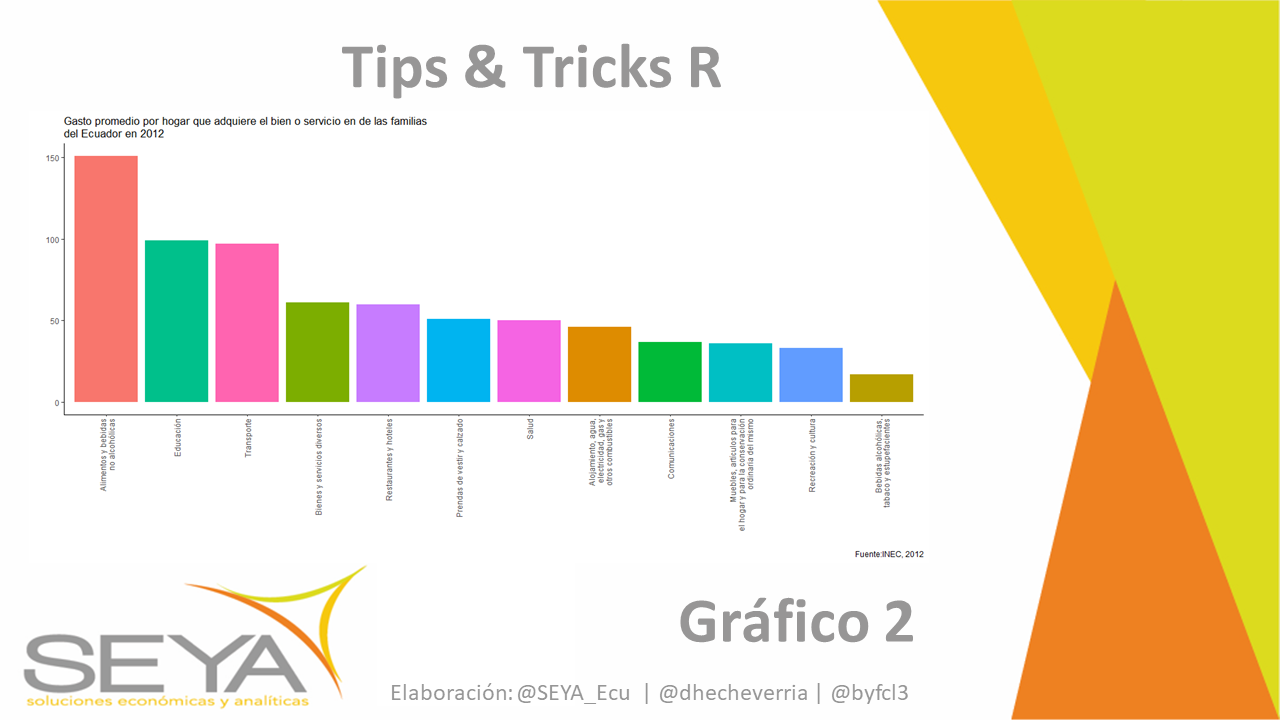 Tips & Tricks R
Gasto promedio por hogar que adquiere el bien o servicio en de las familias
del Ecuador en 2012
150
100
50
0
Alimentos y bebidas
no alcohólicas
Educación
Transporte
Bienes y servicios diversos
Restaurantes y hoteles
Prendas de vestir y calzado
Salud
Alojamiento, agua,
electricidad, gas y
otros combustibles
Comunicaciones
Muebles, artículos para
el hogar y para la conservación
ordinaria del mismo
Recreación y cultura
Bebidas alcohólicas,
tabaco y estupefacientes
Fuente:INEC, 2012
SEYA
soluciones económicas y analíticas
Gráfico 2
Elaboración: @SEYA_Ecu | @dhecheverria | @byfcl3